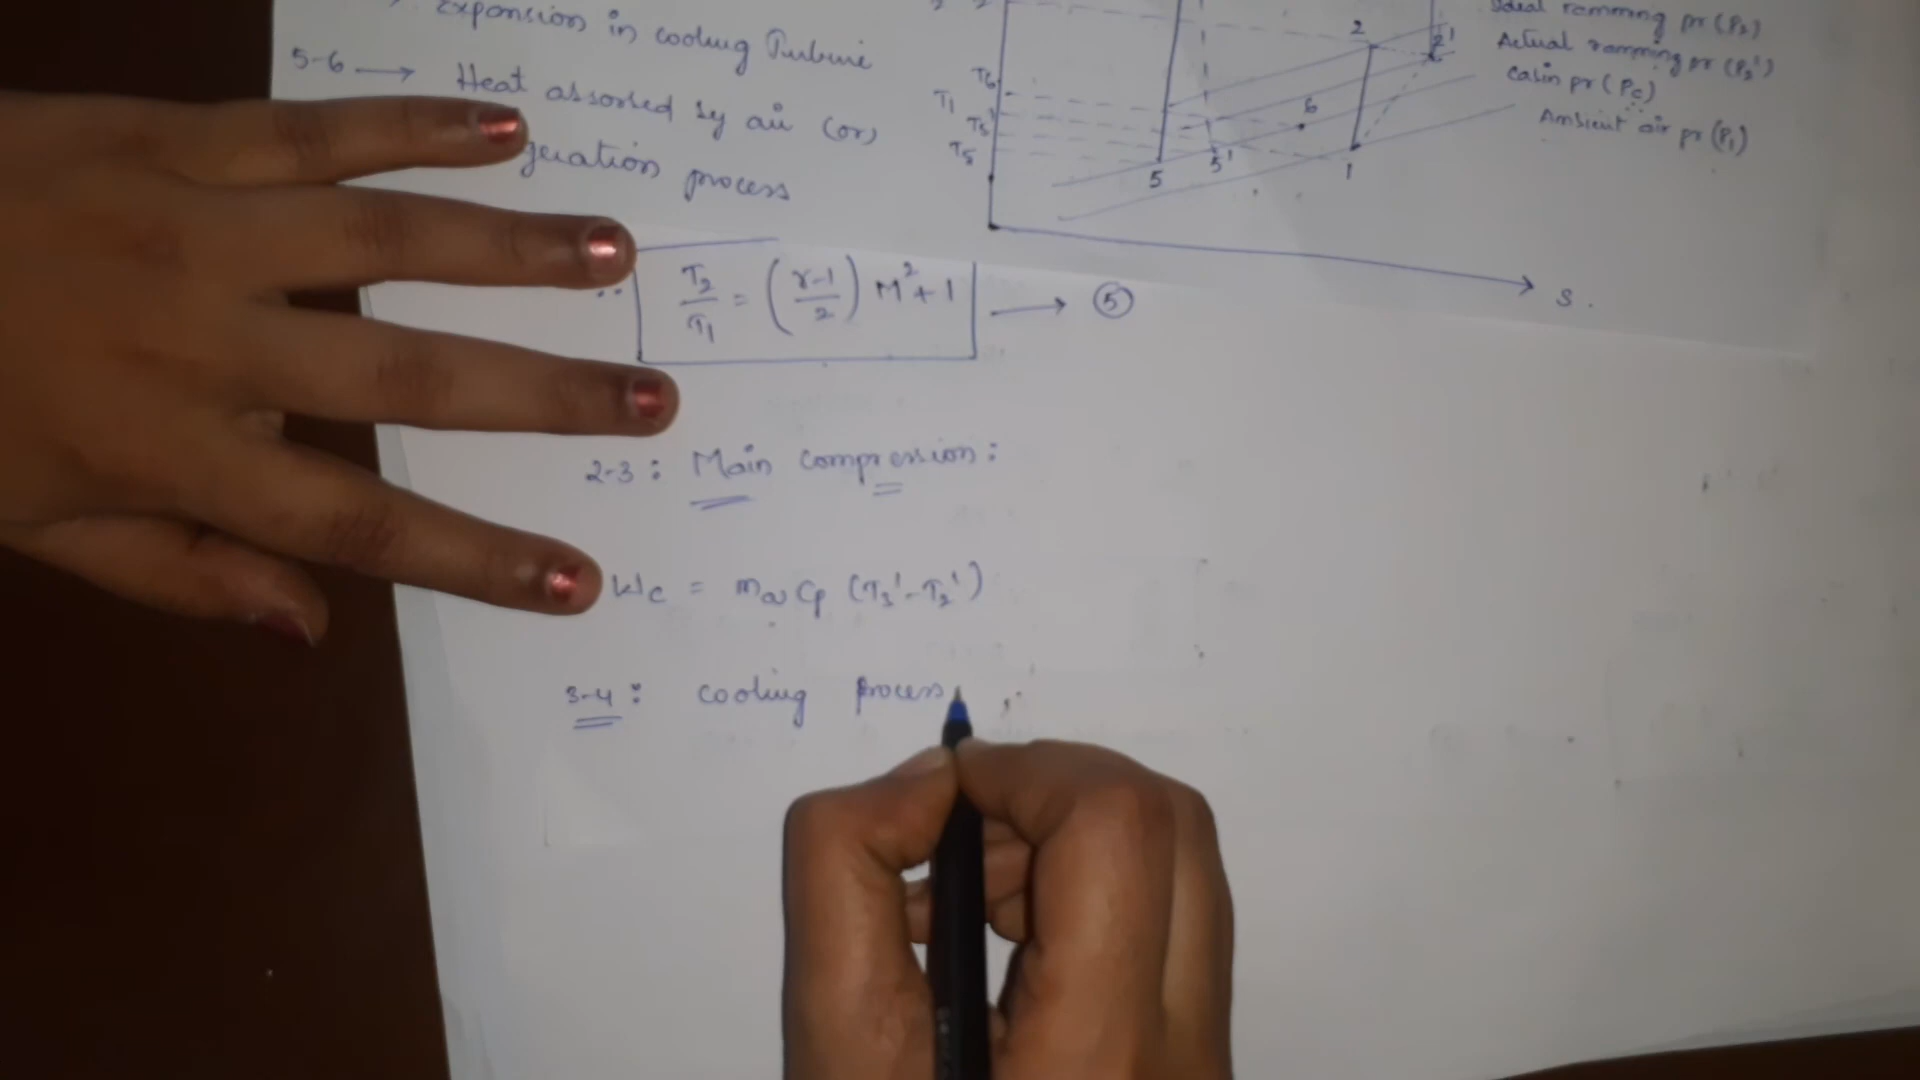 Expansion in cooling Turbine
5-6 → Heat absorbed by air (or)
process
T2/T1 = (γ-1/2) M²+1 → ⑤
2-3 : Main compression :
Wc = ma Cp (T3' - T2')
3-4 : cooling process
2
2'
6
5
5'
1
T6
T1
T5'
T5
S.
Ideal ramming pr (P2)
Actual ramming pr (P2')
Cabin pr (Pc)
Ambient air pr (P1)